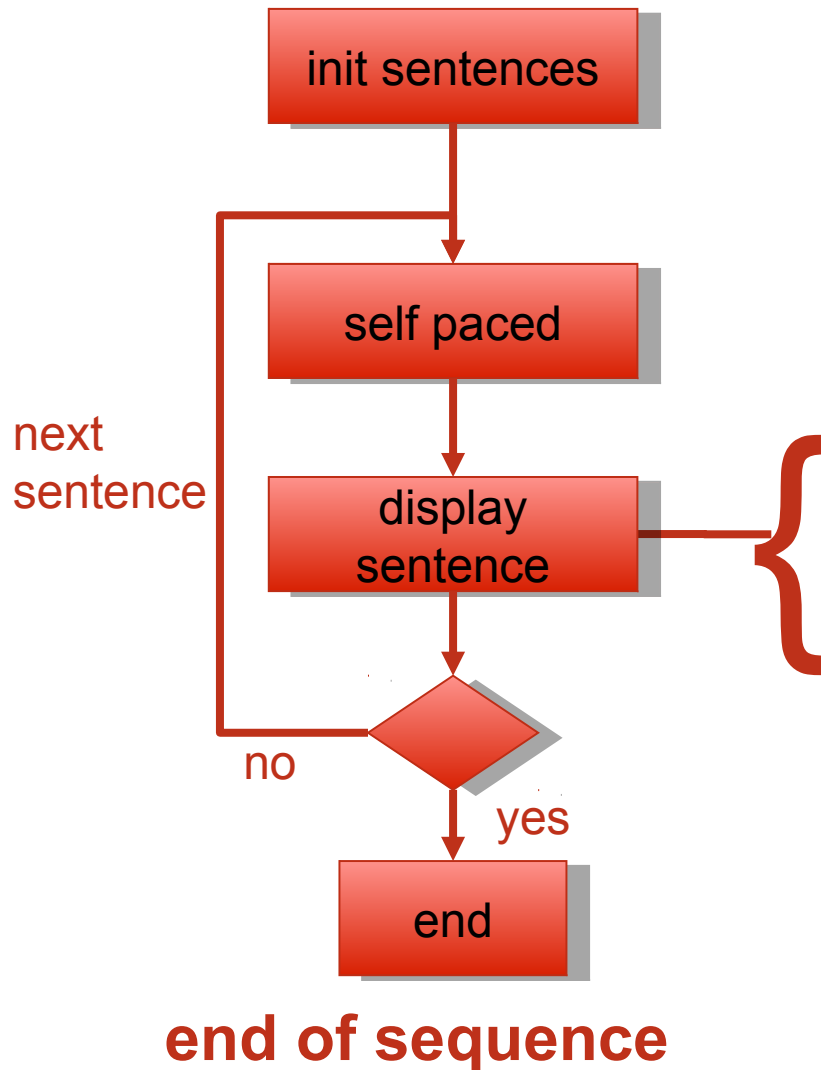 init sentences
self paced
next
sentence
display
sentence
no
yes
end
end of sequence